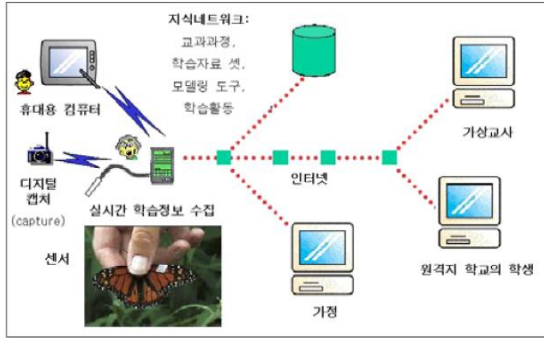 지식네트워크:
교과과정,
학습자료 셋,
모델링 도구,
학습활동
휴대용 컴퓨터
가상교사
디지털
캡처
(capture)
실시간 학습정보 수집
인터넷
센서
가정
원격지 학교의 학생